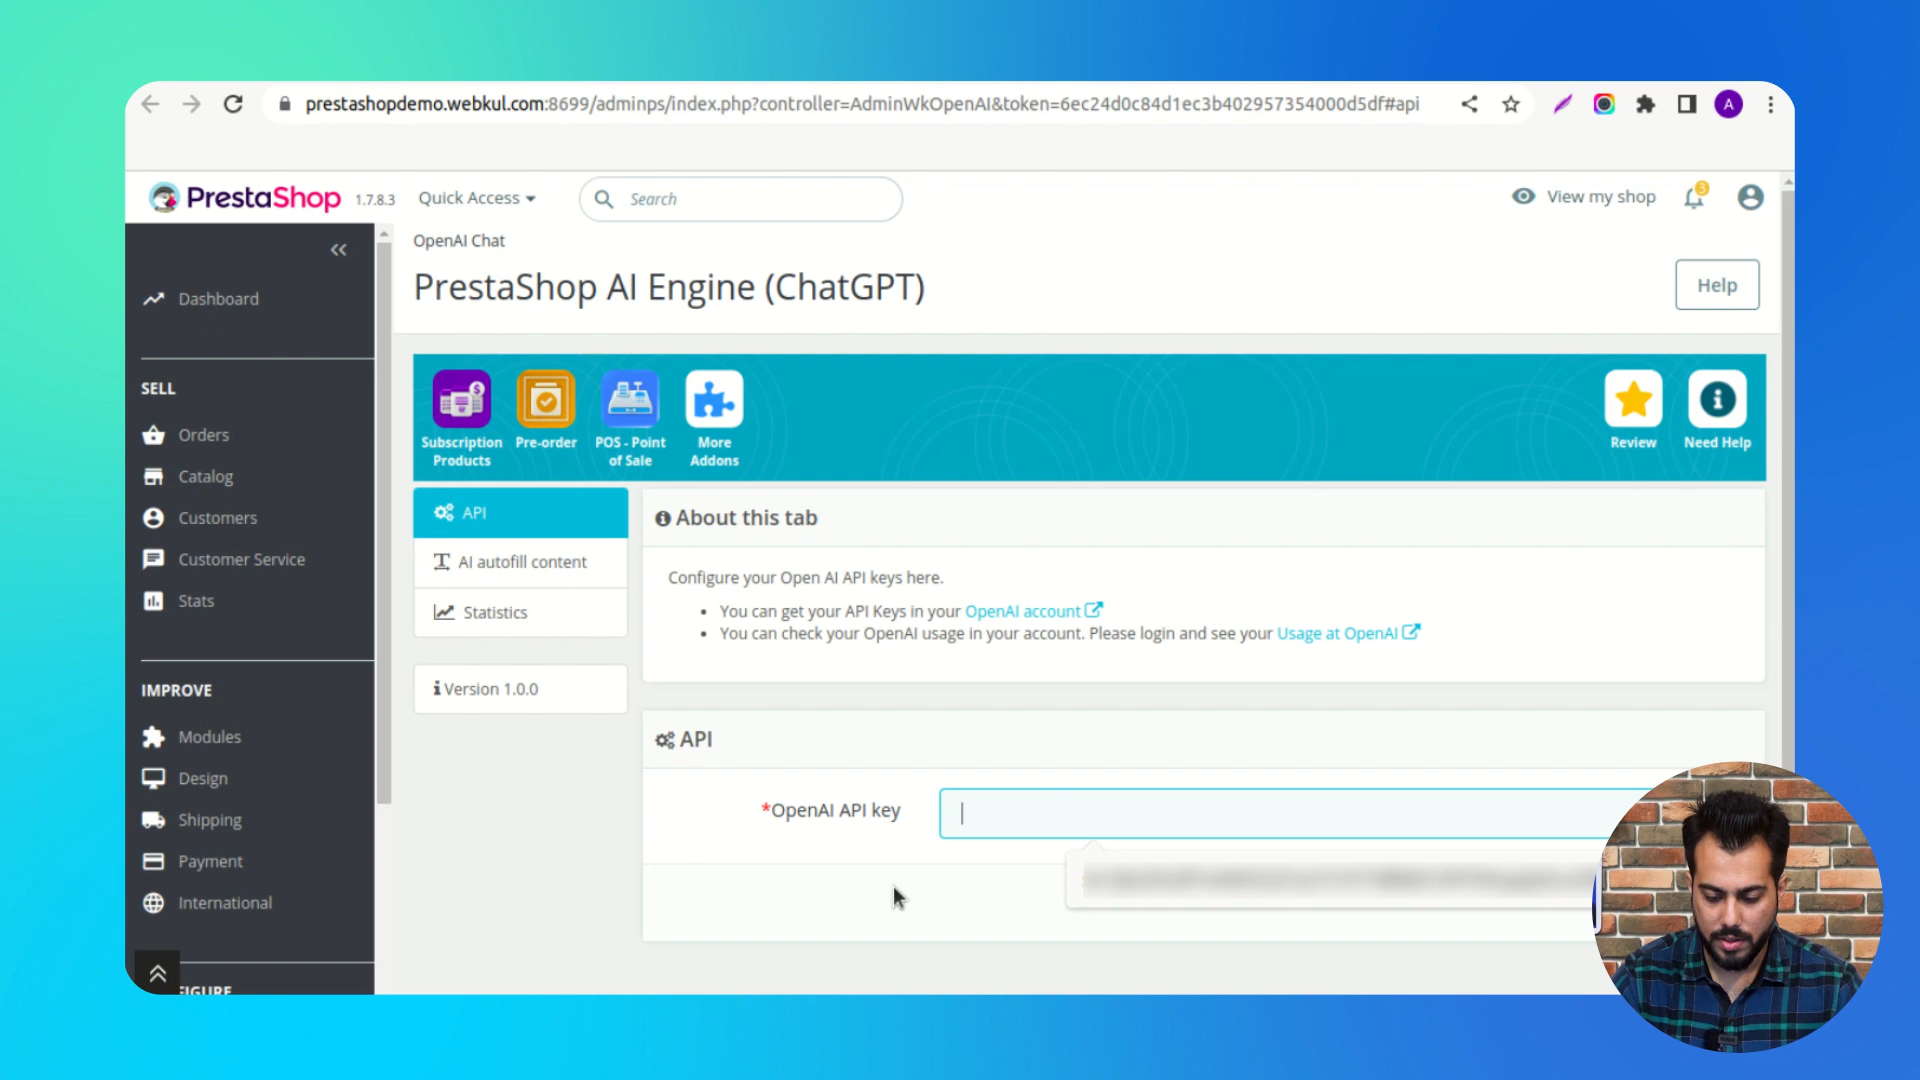 prestashopdemo.webkul.com:8699/adminps/index.php?controller=AdminWkOpenAI&token=6ec24d0c84d1ec3b402957354000d5df#api
A
PrestaShop 1.7.8.3
Quick Access
Search
View my shop
3
OpenAI Chat
PrestaShop AI Engine (ChatGPT)
Help
Dashboard
SELL
Orders
Catalog
Customers
Customer Service
Stats
IMPROVE
Modules
Design
Shipping
Payment
International
Subscription Products
Pre-order
POS - Point of Sale
More Addons
Review
Need Help
API
AI autofill content
Statistics
Version 1.0.0
About this tab
Configure your Open AI API keys here.
• You can get your API Keys in your OpenAI account
• You can check your OpenAI usage in your account. Please login and see your Usage at OpenAI
API
*OpenAI API key